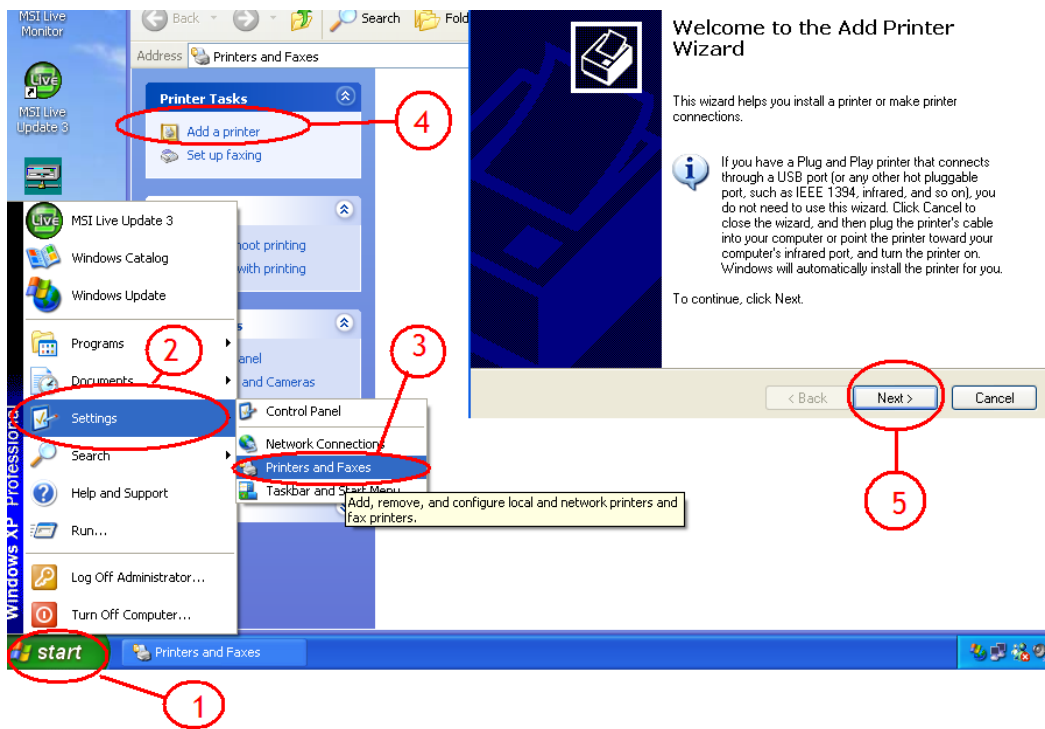 MSI Live
Monitor
Back
Search
Fold
Address Printers and Faxes
MSI Live
Update 3
Printer Tasks
Add a printer
Set up faxing
4
hoot printing
with printing
s
anel
and Cameras
MSI Live Update 3
Windows Catalog
Windows Update
Programs
Documents
Settings
Search
Help and Support
Run...
Log Off Administrator...
Turn Off Computer...
Windows XP Professional
2
3
Control Panel
Network Connections
Printers and Faxes
Taskbar and Start Menu
Add, remove, and configure local and network printers and
fax printers.
start
Printers and Faxes
1
Welcome to the Add Printer
Wizard
This wizard helps you install a printer or make printer
connections.
If you have a Plug and Play printer that connects
through a USB port (or any other hot pluggable
port, such as IEEE 1394, infrared, and so on), you
do not need to use this wizard. Click Cancel to
close the wizard, and then plug the printer's cable
into your computer or point the printer toward your
computer's infrared port, and turn the printer on.
Windows will automatically install the printer for you.
To continue, click Next.
< Back
Next >
Cancel
5